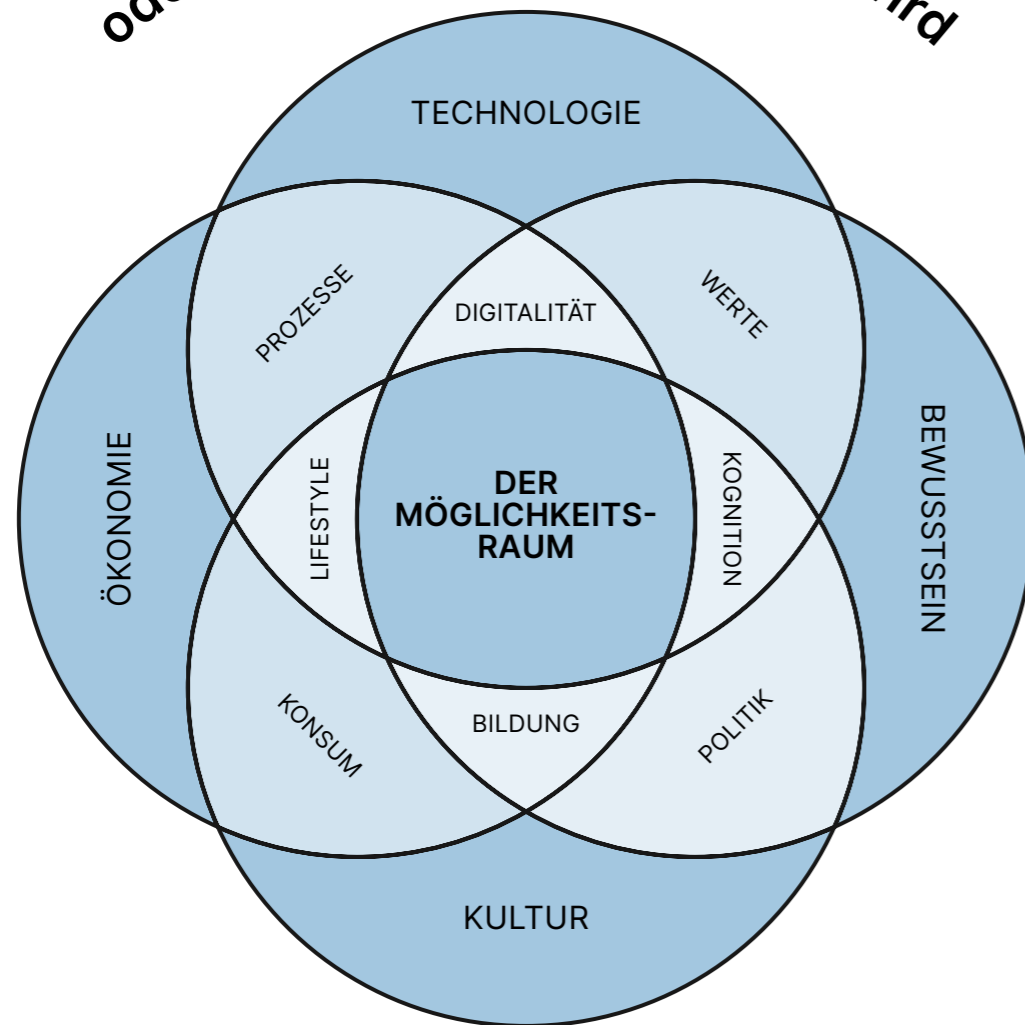 TECHNOLOGIE
PROZESSE
WERTE
DIGITALITÄT
ÖKONOMIE
LIFESTYLE
DER
MÖGLICHKEITS-
RAUM
KOGNITION
BEWUSSTSEIN
KONSUM
BILDUNG
POLITIK
KULTUR